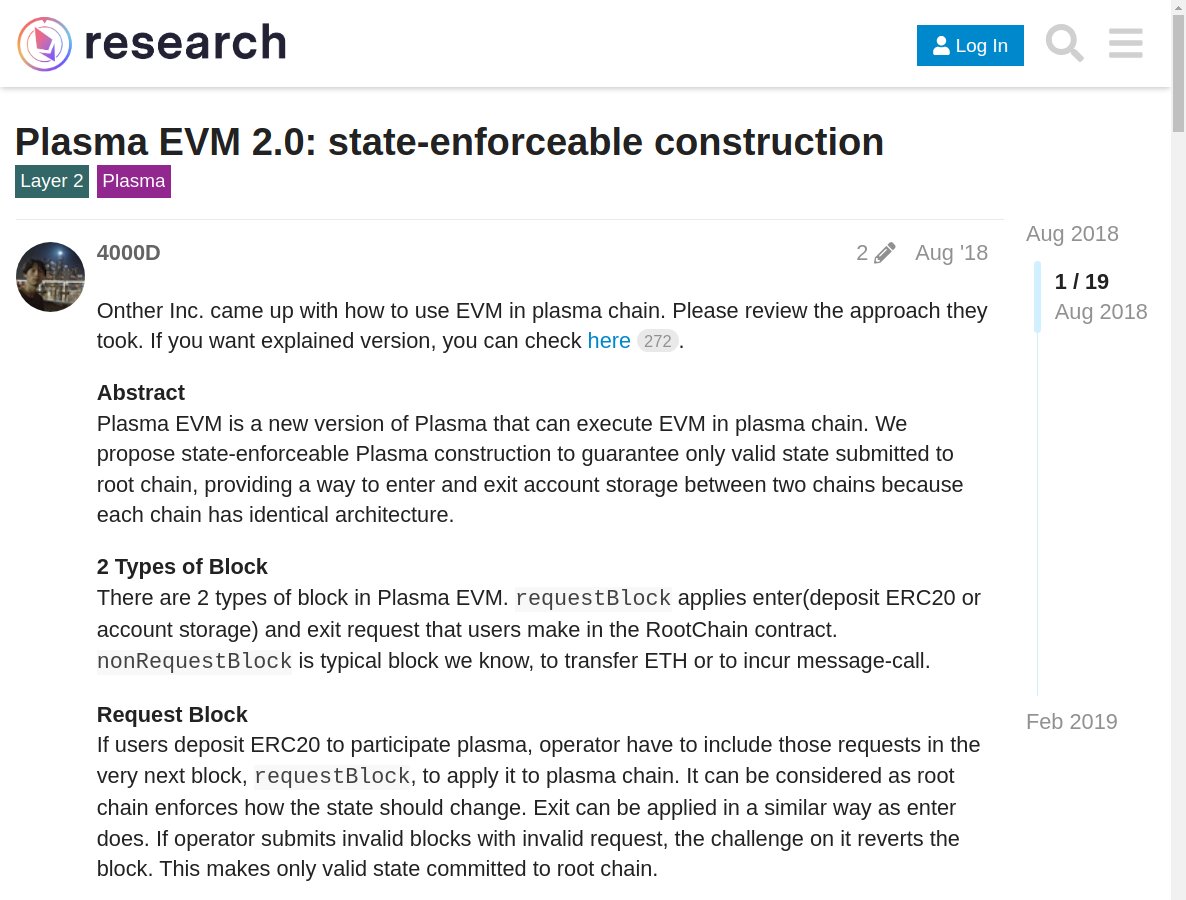 research
Log In
Plasma EVM 2.0: state-enforceable construction
Layer 2 Plasma
4000D
2
Aug '18
Onther Inc. came up with how to use EVM in plasma chain. Please review the approach they
took. If you want explained version, you can check here 272.
Abstract
Plasma EVM is a new version of Plasma that can execute EVM in plasma chain. We
propose state-enforceable Plasma construction to guarantee only valid state submitted to
root chain, providing a way to enter and exit account storage between two chains because
each chain has identical architecture.
2 Types of Block
There are 2 types of block in Plasma EVM. requestBlock applies enter(deposit ERC20 or
account storage) and exit request that users make in the RootChain contract.
nonRequestBlock is typical block we know, to transfer ETH or to incur message-call.
Request Block
If users deposit ERC20 to participate plasma, operator have to include those requests in the
very next block, requestBlock, to apply it to plasma chain. It can be considered as root
chain enforces how the state should change. Exit can be applied in a similar way as enter
does. If operator submits invalid blocks with invalid request, the challenge on it reverts the
block. This makes only valid state committed to root chain.
Aug 2018
1 / 19
Aug 2018
Feb 2019